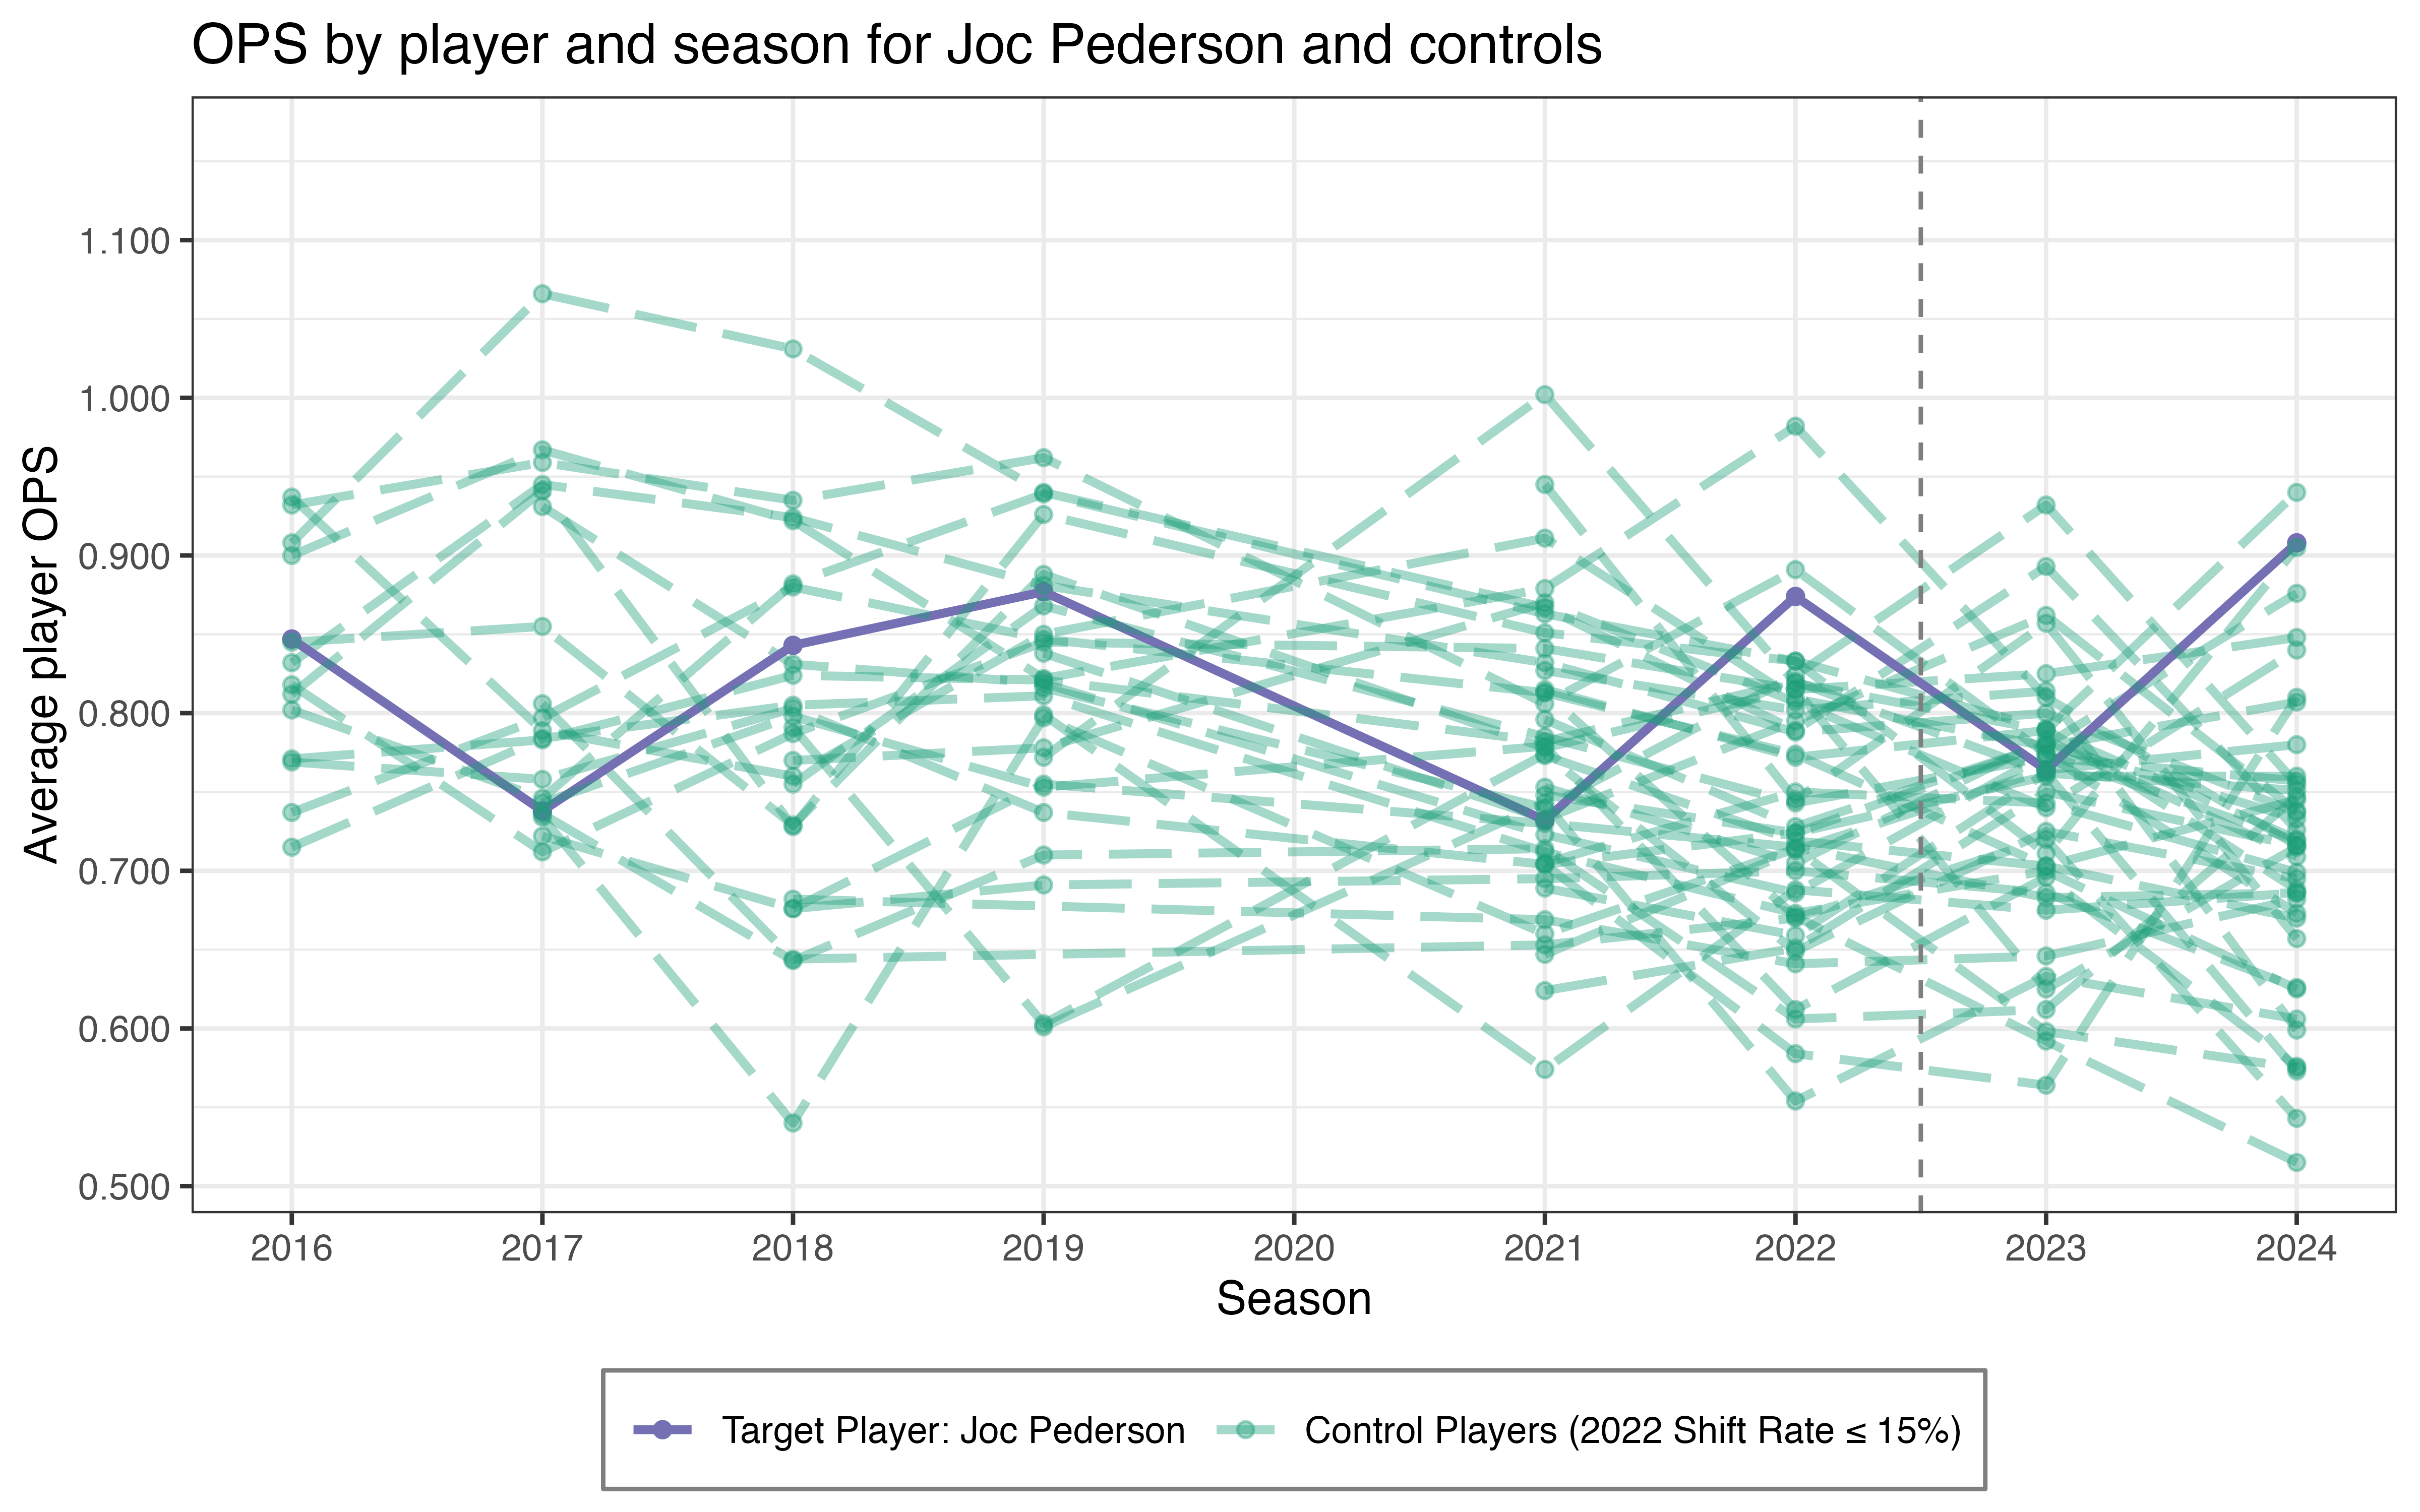 OPS by player and season for Joc Pederson and controls
Average player OPS
1.100
1.000
0.900
0.800
0.700
0.600
0.500
2016 2017 2018 2019 2020 2021 2022 2023 2024
Season
Target Player: Joc Pederson Control Players (2022 Shift Rate ≤ 15%)